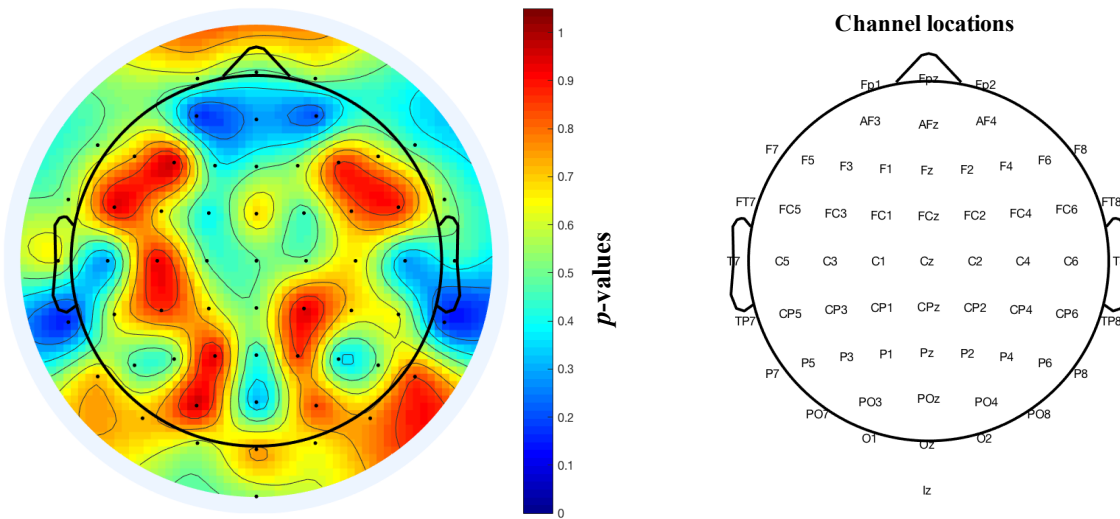 1
0.9
0.8
0.7
0.6
0.5
0.4
0.3
0.2
0.1
0
p-values
Channel locations
Fp1 Fpz Fp2
AF3 AFz AF4
F7 F5 F3 F1 Fz F2 F4 F6 F8
FT7 FC5 FC3 FC1 FCz FC2 FC4 FC6 FT8
T7 C5 C3 C1 Cz C2 C4 C6 T
TP7 CP5 CP3 CP1 CPz CP2 CP4 CP6 TP8
P7 P5 P3 P1 Pz P2 P4 P6 P8
PO7 PO3 POz PO4 PO8
O1 Oz O2
Iz